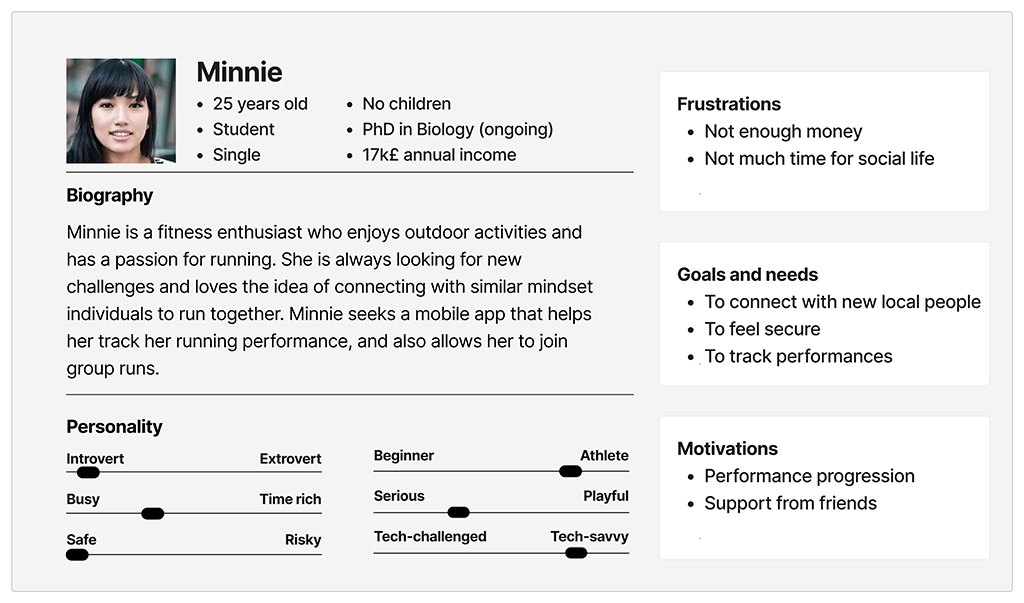 Minnie
25 years old
Student
Single
No children
PhD in Biology (ongoing)
17k£ annual income
Biography
Minnie is a fitness enthusiast who enjoys outdoor activities and
has a passion for running. She is always looking for new
challenges and loves the idea of connecting with similar mindset
individuals to run together. Minnie seeks a mobile app that helps
her track her running performance, and also allows her to join
group runs.
Personality
Introvert Extrovert
Busy Time rich
Safe Risky
Beginner Athlete
Serious Playful
Tech-challenged Tech-savvy
Frustrations
Not enough money
Not much time for social life
Goals and needs
To connect with new local people
To feel secure
To track performances
Motivations
Performance progression
Support from friends